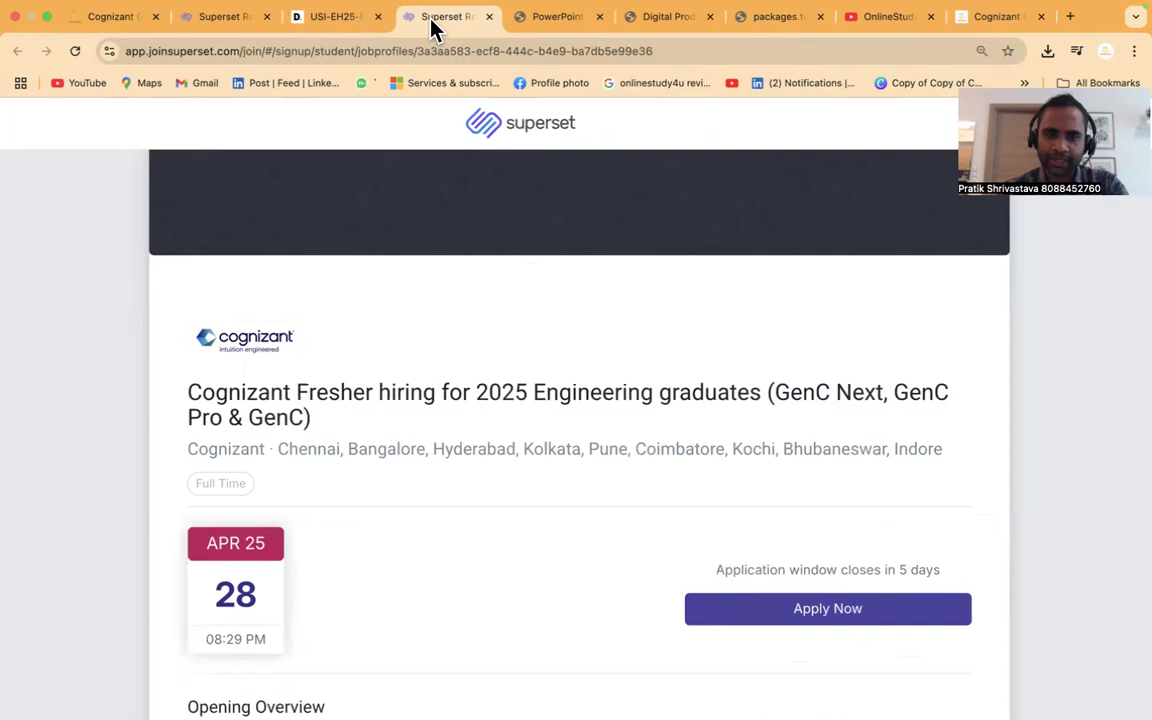 Cognizant
Superset Re
USI-EH25-
Superset Re
PowerPoint
Digital Prod
packages.t
OnlineStud
Cognizant
app.joinsuperset.com/join/#/signup/student/jobprofiles/3a3aa583-ecf8-444c-b4e9-ba7db5e99e36
YouTube
Maps
Gmail
Post | Feed | Linke...
Services & subscri...
Profile photo
onlinestudy4u revi...
(2) Notifications |...
Copy of Copy of C...
All Bookmarks
superset
Pratik Shrivastava 8088452760
cognizant
intuition engineered
Cognizant Fresher hiring for 2025 Engineering graduates (GenC Next, GenC
Pro & GenC)
Cognizant · Chennai, Bangalore, Hyderabad, Kolkata, Pune, Coimbatore, Kochi, Bhubaneswar, Indore
Full Time
APR 25
28
08:29 PM
Application window closes in 5 days
Apply Now
Opening Overview